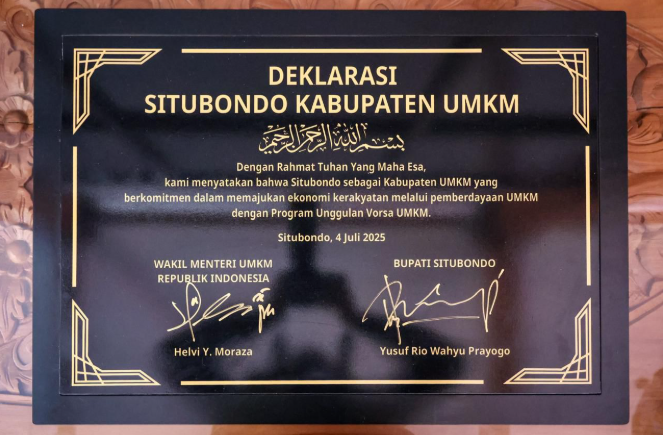 DEKLARASI
SITUBONDO KABUPATEN UMKM
بسم الله الرحمن الرحيم
Dengan Rahmat Tuhan Yang Maha Esa,
kami menyatakan bahwa Situbondo sebagai Kabupaten UMKM yang
berkomitmen dalam memajukan ekonomi kerakyatan melalui pemberdayaan UMKM
dengan Program Unggulan Vorsa UMKM.
Situbondo, 4 Juli 2025
WAKIL MENTERI UMKM
REPUBLIK INDONESIA
BUPATI SITUBONDO
Helvi Y. Moraza
Yusuf Rio Wahyu Prayogo